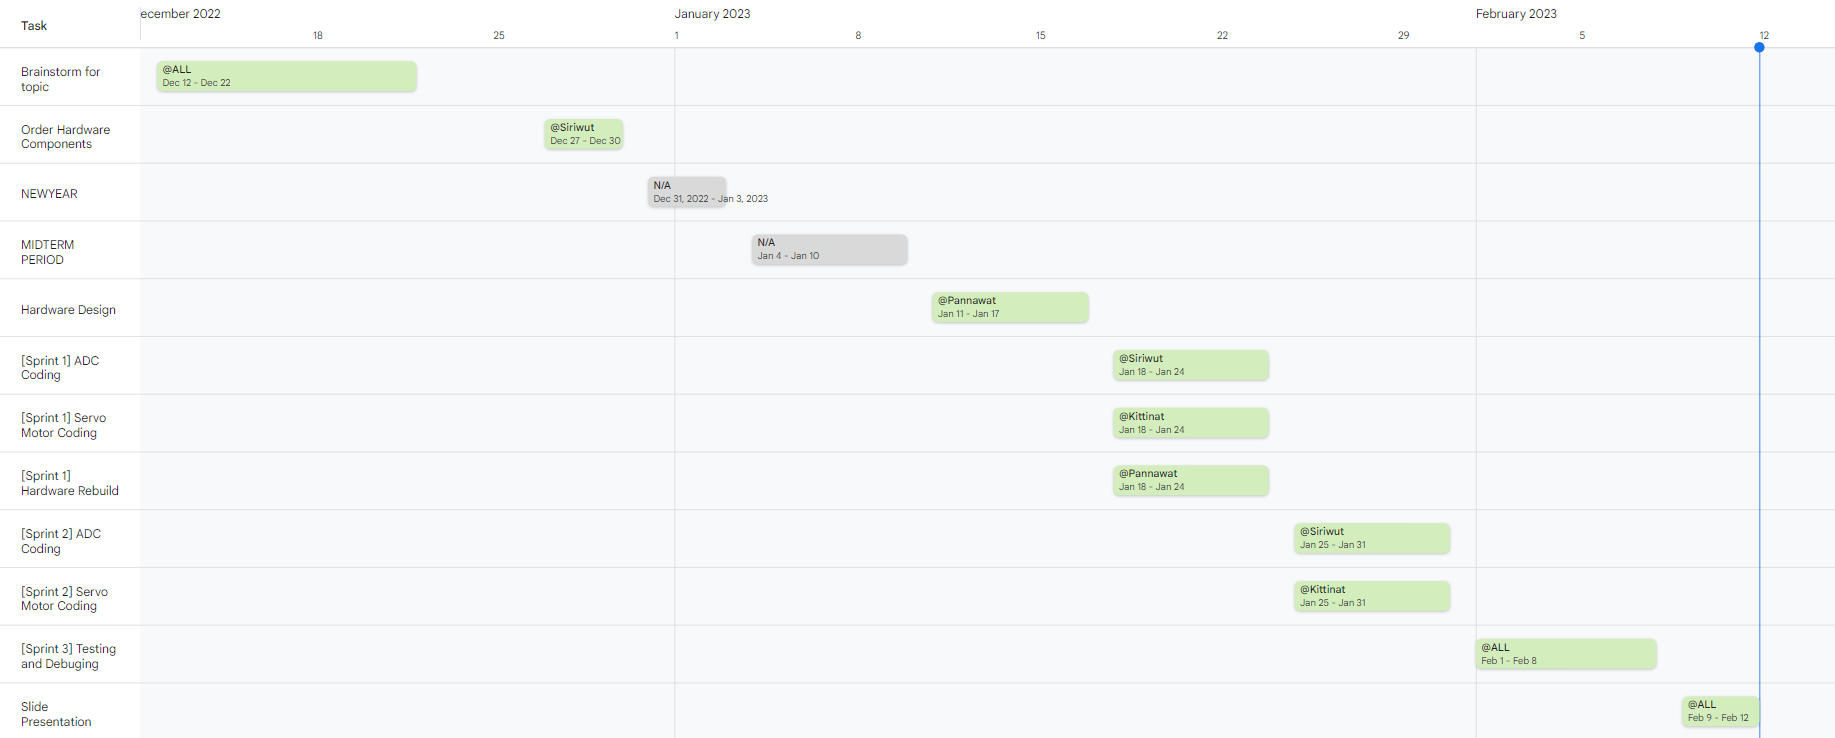 Task
ecember 2022
January 2023
February 2023
18
25
1
8
15
22
29
5
12
Brainstorm for
topic
@ALL
Dec 12 - Dec 22
Order Hardware
Components
@Siriwut
Dec 27 - Dec 30
NEWYEAR
N/A
Dec 31, 2022 - Jan 3, 2023
MIDTERM
PERIOD
N/A
Jan 4 - Jan 10
Hardware Design
@Pannawat
Jan 11 - Jan 17
[Sprint 1] ADC
Coding
@Siriwut
Jan 18 - Jan 24
[Sprint 1] Servo
Motor Coding
@Kittinat
Jan 18 - Jan 24
[Sprint 1]
Hardware Rebuild
@Pannawat
Jan 18 - Jan 24
[Sprint 2] ADC
Coding
@Siriwut
Jan 25 - Jan 31
[Sprint 2] Servo
Motor Coding
@Kittinat
Jan 25 - Jan 31
[Sprint 3] Testing
and Debuging
@ALL
Feb 1 - Feb 8
Slide
Presentation
@ALL
Feb 9 - Feb 12